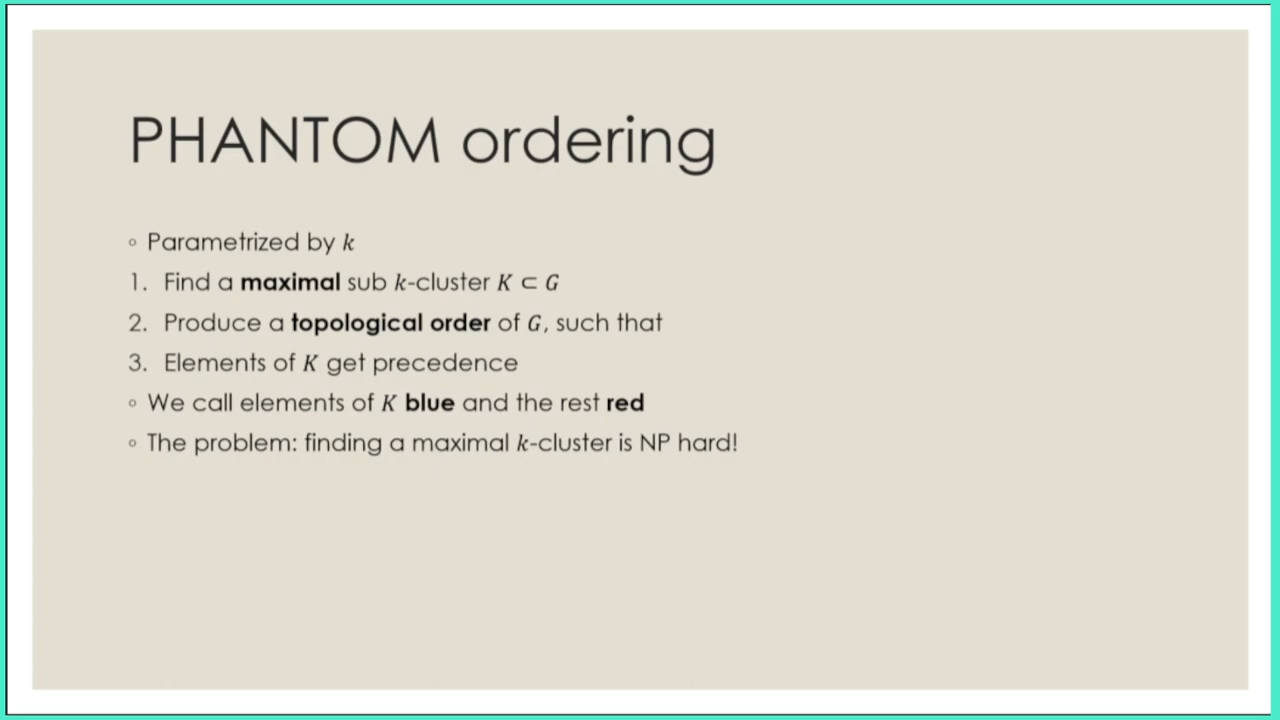 PHANTOM ordering
◦ Parametrized by k
1. Find a maximal sub k-cluster K ⊂ G
2. Produce a topological order of G, such that
3. Elements of K get precedence
◦ We call elements of K blue and the rest red
◦ The problem: finding a maximal k-cluster is NP hard!